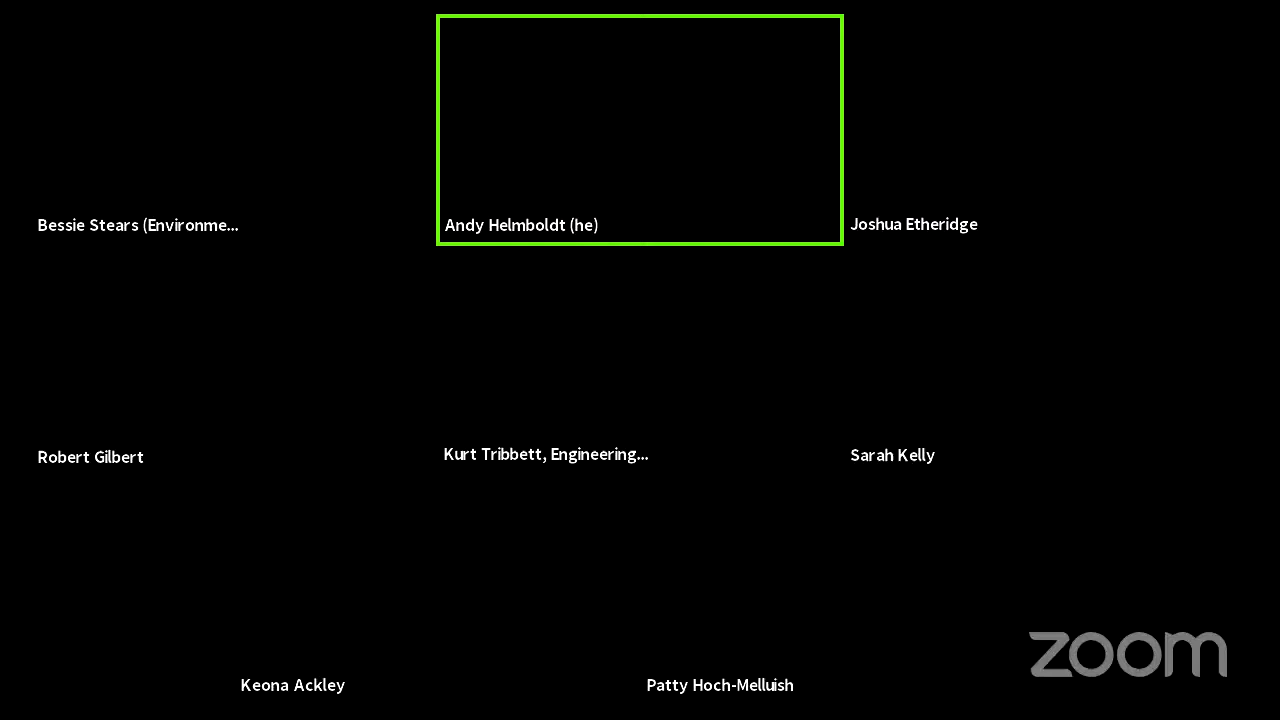 Bessie Stears (Environme...
Andy Helmboldt (he)
Joshua Etheridge
Robert Gilbert
Kurt Tribbett, Engineering...
Sarah Kelly
Keona Ackley
Patty Hoch-Melluish
zoom